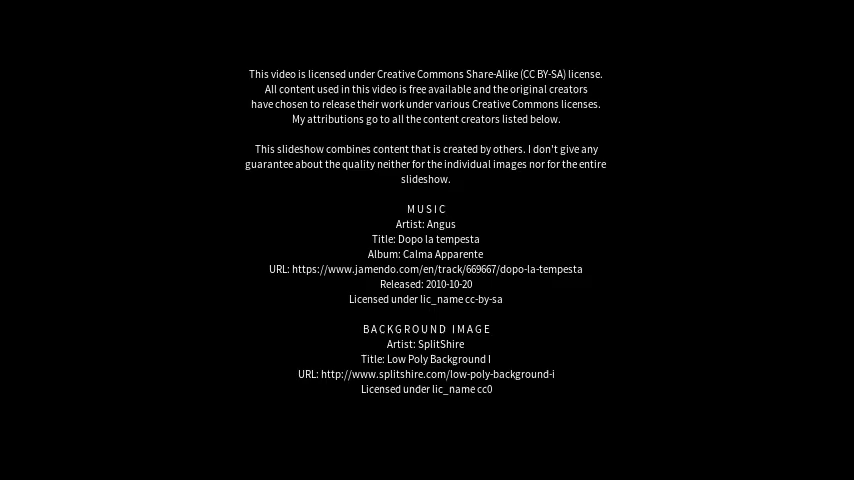 This video is licensed under Creative Commons Share-Alike (CC BY-SA) license.
All content used in this video is free available and the original creators
have chosen to release their work under various Creative Commons licenses.
My attributions go to all the content creators listed below.
This slideshow combines content that is created by others. I don't give any
guarantee about the quality neither for the individual images nor for the entire
slideshow.
MUSIC
Artist: Angus
Title: Dopo la tempesta
Album: Calma Apparente
URL: https://www.jamendo.com/en/track/669667/dopo-la-tempesta
Released: 2010-10-20
Licensed under lic_name cc-by-sa
BACKGROUND IMAGE
Artist: SplitShire
Title: Low Poly Background I
URL: http://www.splitshire.com/low-poly-background-i
Licensed under lic_name cc0